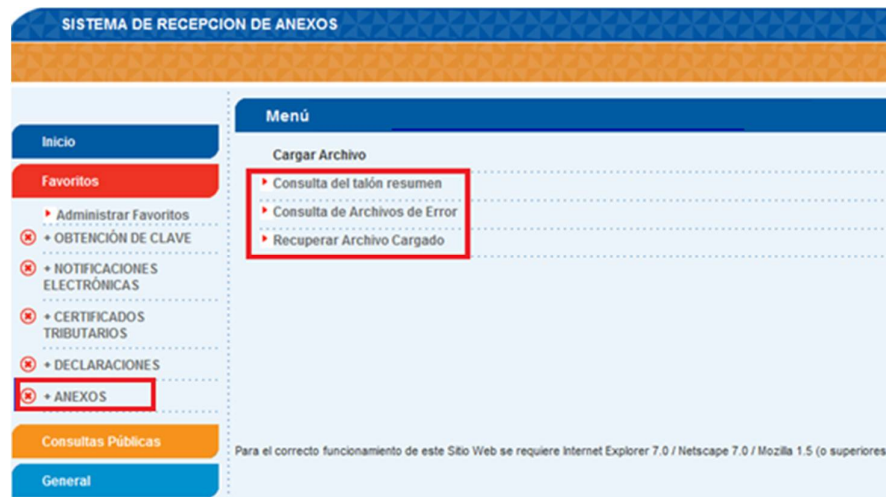 SISTEMA DE RECEPCION DE ANEXOS
Menú
Inicio
Cargar Archivo
Favoritos
Consulta del talón resumen
Administrar Favoritos
Consulta de Archivos de Error
+ OBTENCIÓN DE CLAVE
Recuperar Archivo Cargado
+ NOTIFICACIONES
ELECTRÓNICAS
+ CERTIFICADOS
TRIBUTARIOS
+ DECLARACIONES
+ ANEXOS
Consultas Públicas
Para el correcto funcionamiento de este Sitio Web se requiere Internet Explorer 7.0 / Netscape 7.0 / Mozilla 1.5 (o superiores
General